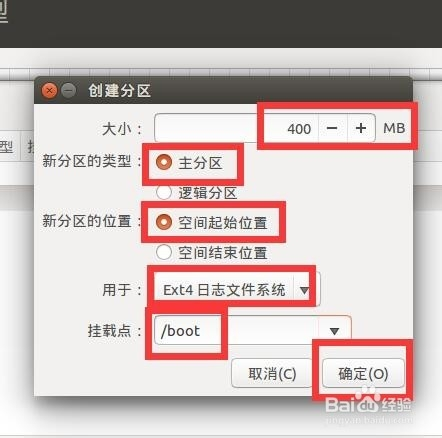 型
创建分区
大小： 400 － ＋ MB
型
新分区的类型： 主分区
逻辑分区
新分区的位置： 空间起始位置
空间结束位置
用于： Ext4 日志文件系统
挂载点： /boot
取消(C) 确定(O)
Baidu 经验
jingyan.baidu.com